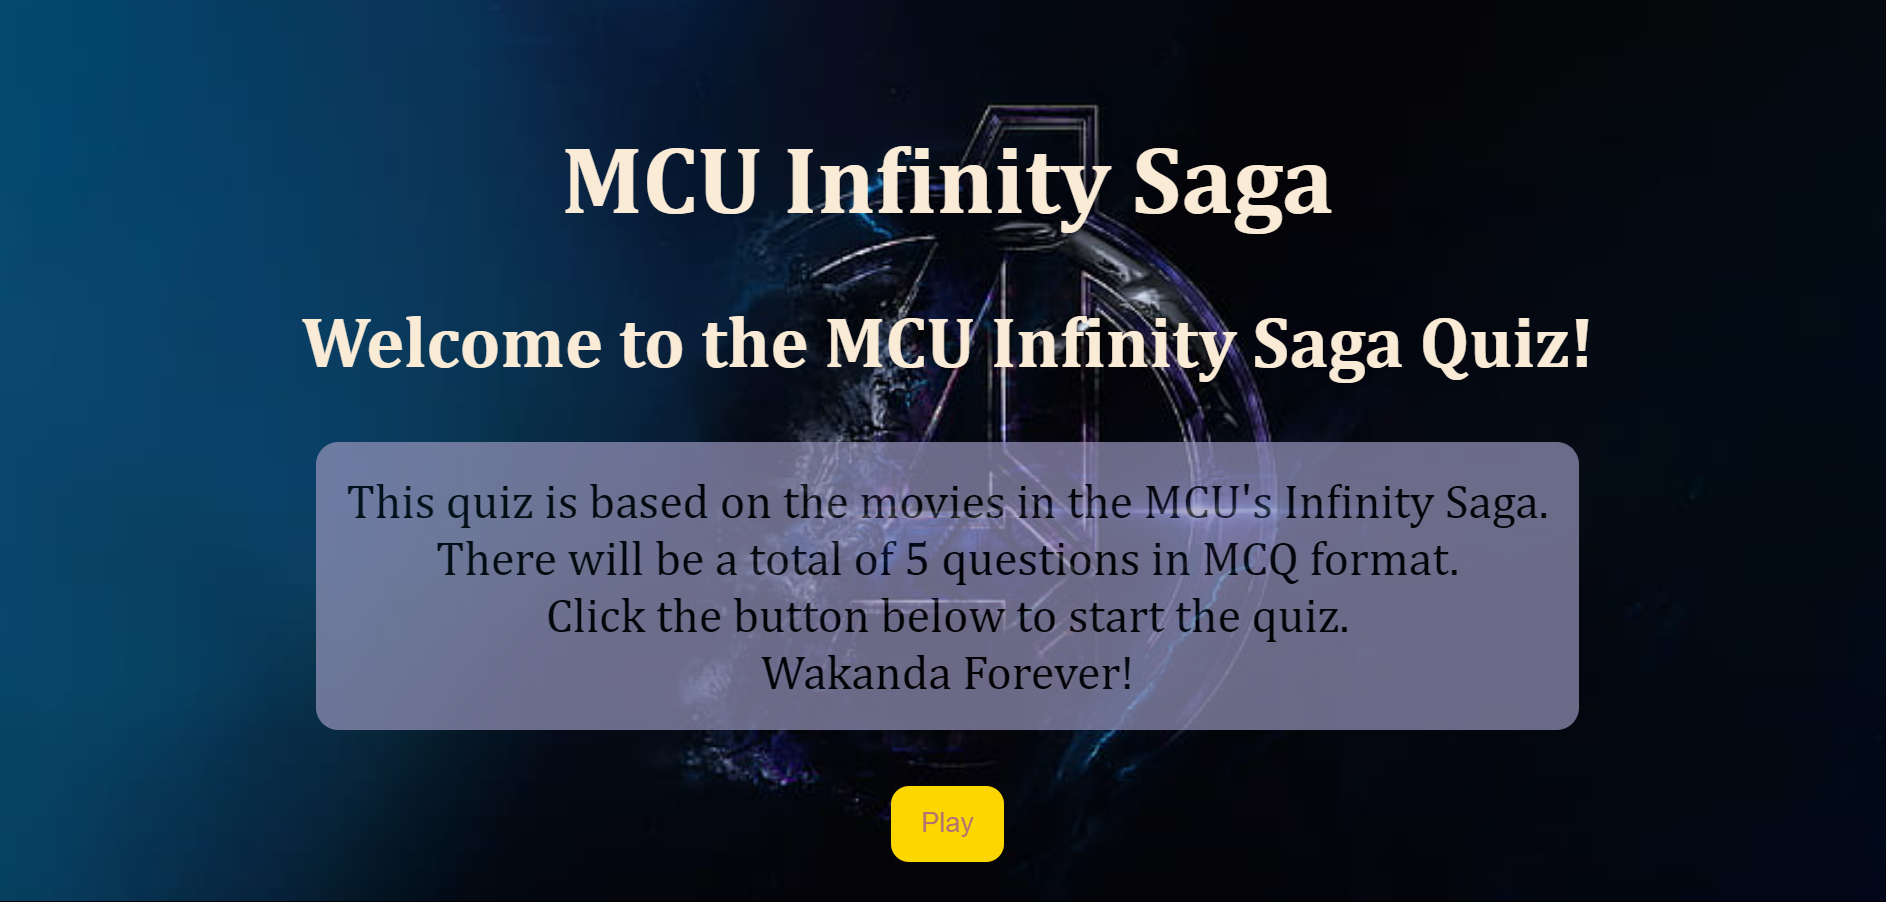 MCU Infinity Saga
Welcome to the MCU Infinity Saga Quiz!
This quiz is based on the movies in the MCU's Infinity Saga.
There will be a total of 5 questions in MCQ format.
Click the button below to start the quiz.
Wakanda Forever!
Play